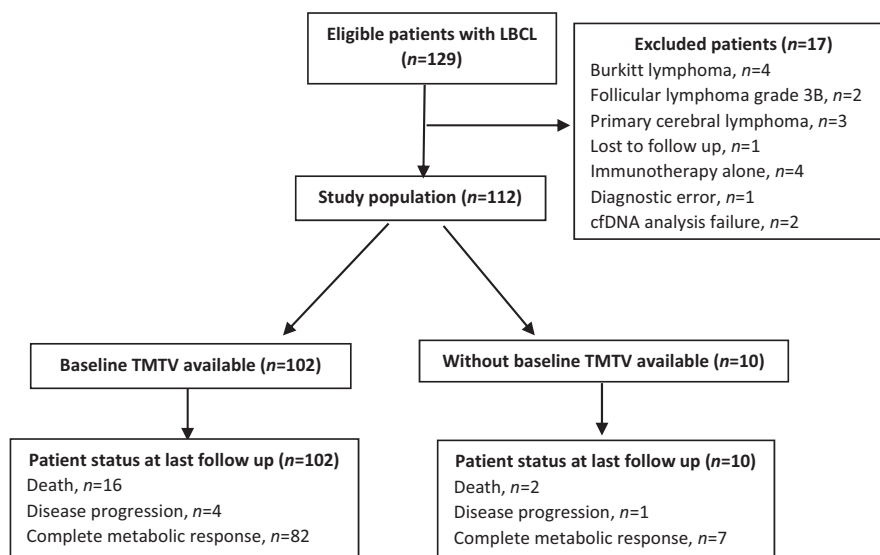 Eligible patients with LBCL
(n=129)
Excluded patients (n=17)
Burkitt lymphoma, n=4
Follicular lymphoma grade 3B, n=2
Primary cerebral lymphoma, n=3
Lost to follow up, n=1
Immunotherapy alone, n=4
Diagnostic error, n=1
cfDNA analysis failure, n=2
Study population (n=112)
Baseline TMTV available (n=102)
Without baseline TMTV available (n=10)
Patient status at last follow up (n=102)
Death, n=16
Disease progression, n=4
Complete metabolic response, n=82
Patient status at last follow up (n=10)
Death, n=2
Disease progression, n=1
Complete metabolic response, n=7